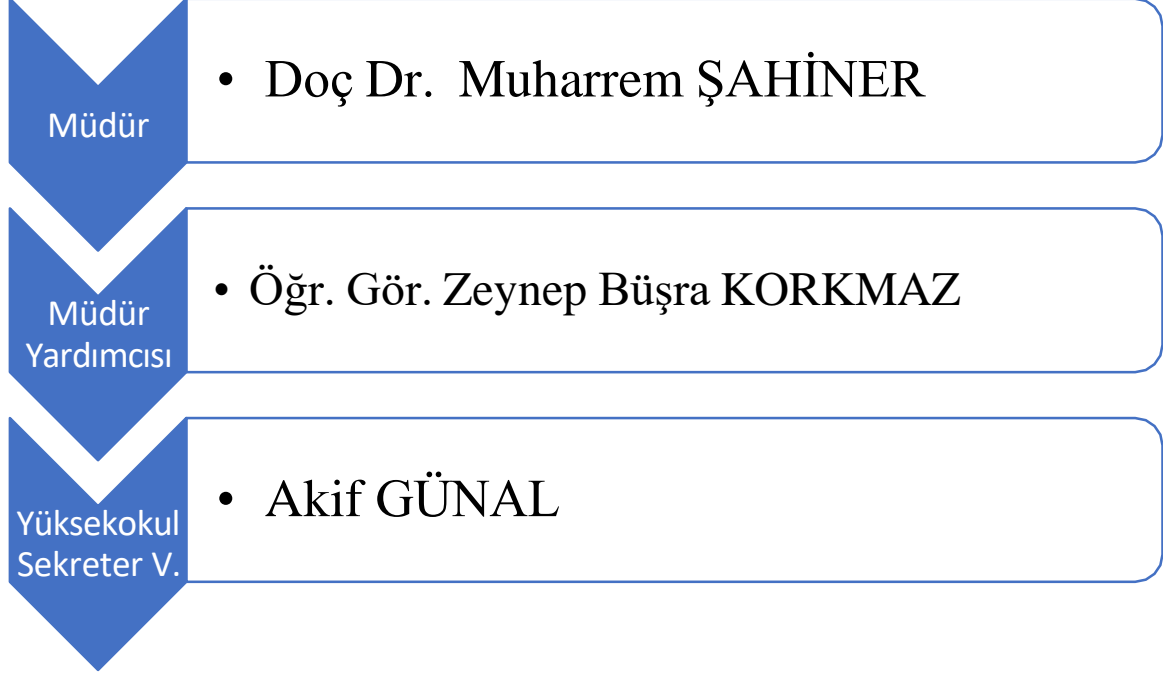 Müdür
• Doç Dr. Muharrem ŞAHİNER
Müdür
Yardımcısı
• Öğr. Gör. Zeynep Büşra KORKMAZ
Yüksekokul
Sekreter V.
• Akif GÜNAL